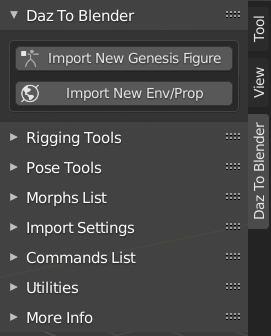 Daz To Blender
Import New Genesis Figure
Import New Env/Prop
Rigging Tools
Pose Tools
Morphs List
Import Settings
Commands List
Utilities
More Info
Tool
View
Daz To Blender